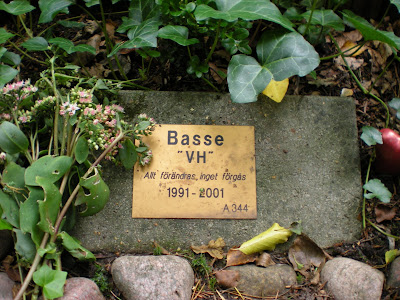 Basse
"VH"
Allt förändras, inget förgås
1991-2001
A 344